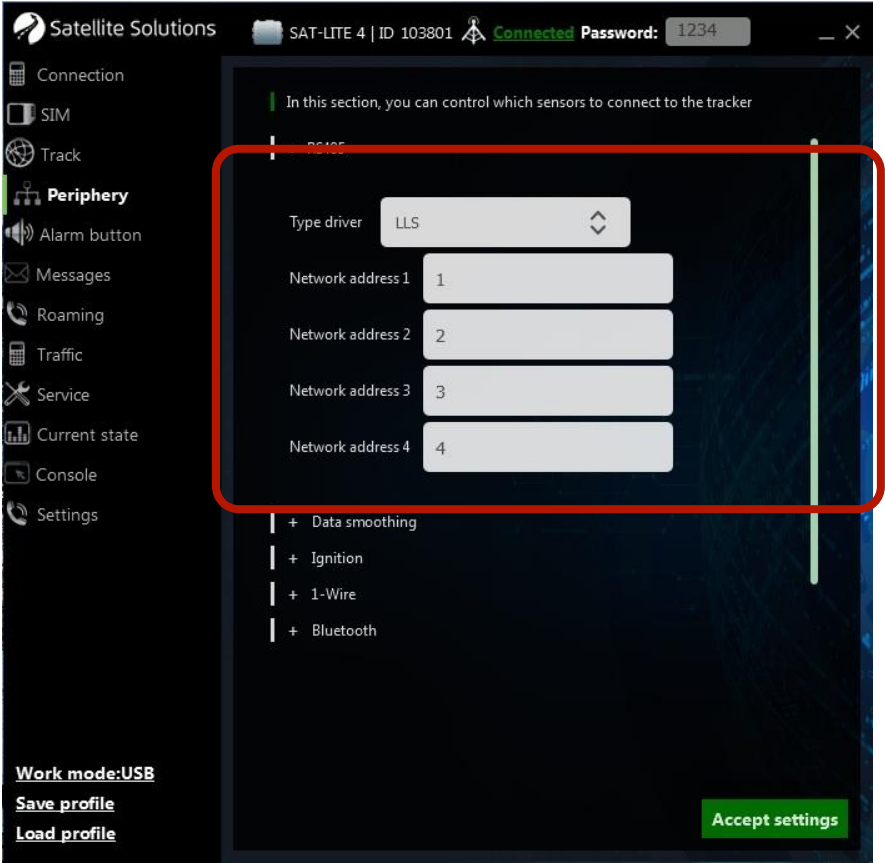 Satellite Solutions
SAT-LITE 4 | ID 103801 Connected Password: 1234
Connection
SIM
Track
Periphery
Alarm button
Messages
Roaming
Traffic
Service
Current state
Console
Settings
Work mode:USB
Save profile
Load profile
In this section, you can control which sensors to connect to the tracker
RS485
Type driver LLS
Network address 1 1
Network address 2 2
Network address 3 3
Network address 4 4
+ Data smoothing
+ Ignition
+ 1-Wire
+ Bluetooth
Accept settings